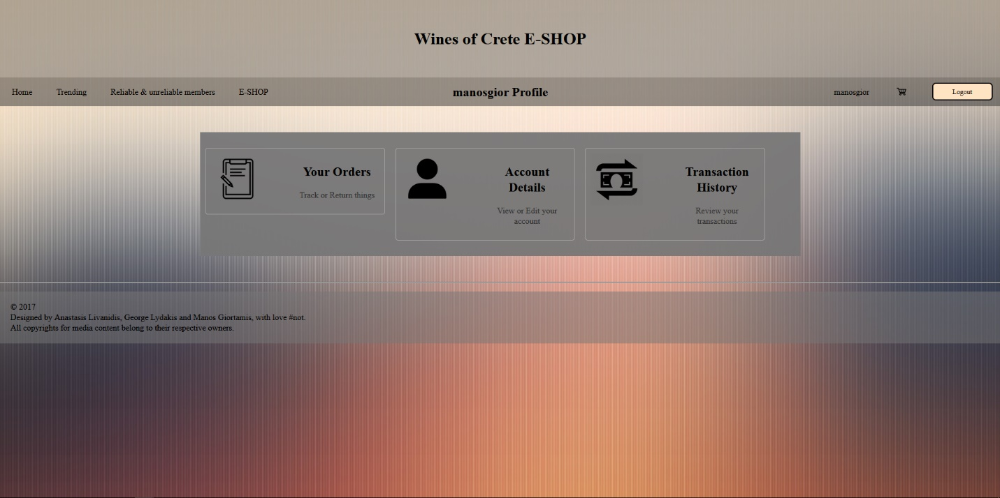 Wines of Crete E-SHOP
Home Trending Reliable & unreliable members E-SHOP manosgior Profile manosgior Logout
Your Orders
Track or Return things
Account
Details
View or Edit your
account
Transaction
History
Review your
transactions
© 2017
Designed by Anastasis Livanidis, George Lydakis and Manos Giortamis, with love #not.
All copyrights for media content belong to their respective owners.